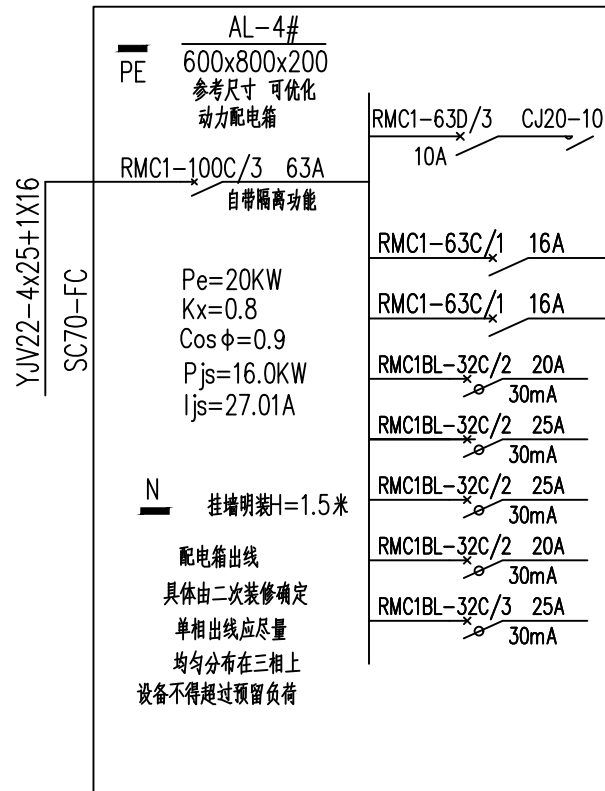 AL-4#
600x800x200
参考尺寸 可优化
动力配电箱
PE
RMC1-63D/3 CJ20-10
10A
RMC1-100C/3 63A
自带隔离功能
YJV22-4x25+1X16
SC70-FC
RMC1-63C/1 16A
RMC1-63C/1 16A
Pe=20KW
Kx=0.8
Cosϕ=0.9
Pjs=16.0KW
Ijs=27.01A
RMC1BL-32C/2 20A
30mA
RMC1BL-32C/2 25A
30mA
RMC1BL-32C/2 25A
30mA
RMC1BL-32C/2 20A
30mA
RMC1BL-32C/3 25A
30mA
N
挂墙明装H=1.5米
配电箱出线
具体由二次装修确定
单相出线应尽量
均匀分布在三相上
设备不得超过预留负荷